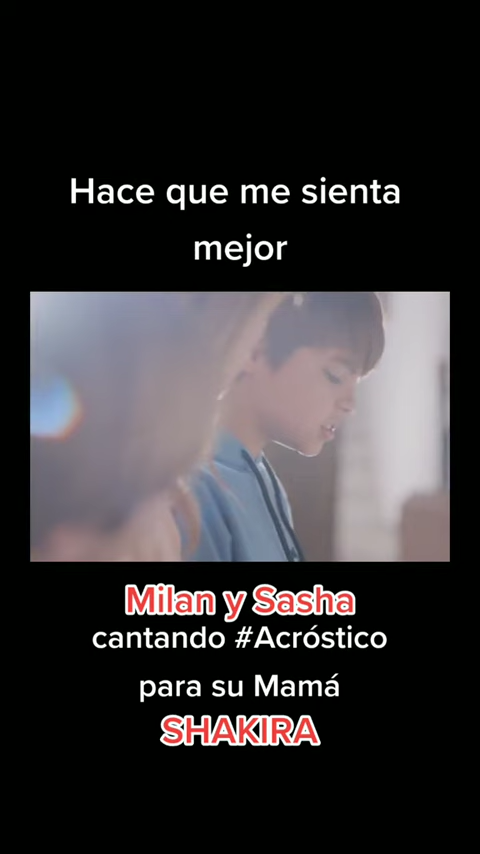 Hace que me sienta
mejor
Milan y Sasha
cantando #Acróstico
para su Mamá
SHAKIRA